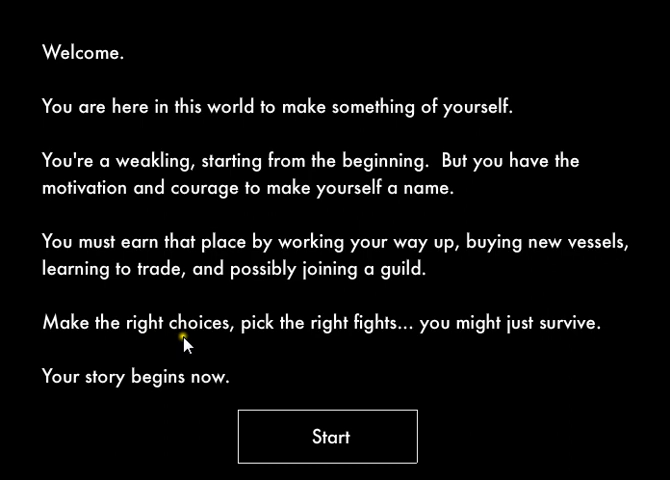 Welcome.
You are here in this world to make something of yourself.
You're a weakling, starting from the beginning.  But you have the
motivation and courage to make yourself a name.
You must earn that place by working your way up, buying new vessels,
learning to trade, and possibly joining a guild.
Make the right choices, pick the right fights... you might just survive.
Your story begins now.
Start